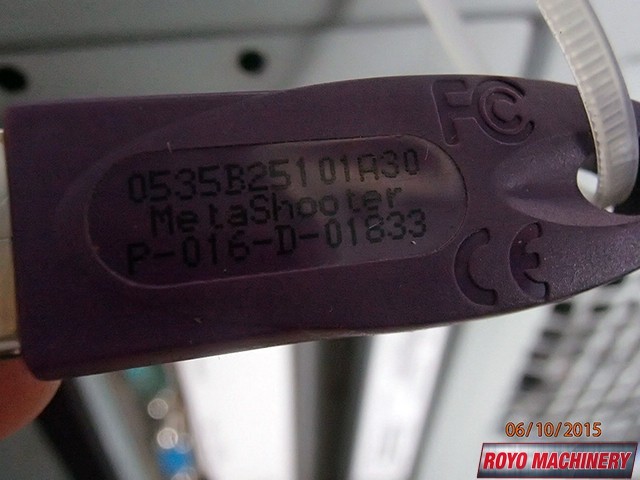 FC
0535B25101A30
MetaShooter
P-016-D-01833
CE
06/10/2015
ROYO MACHINERY